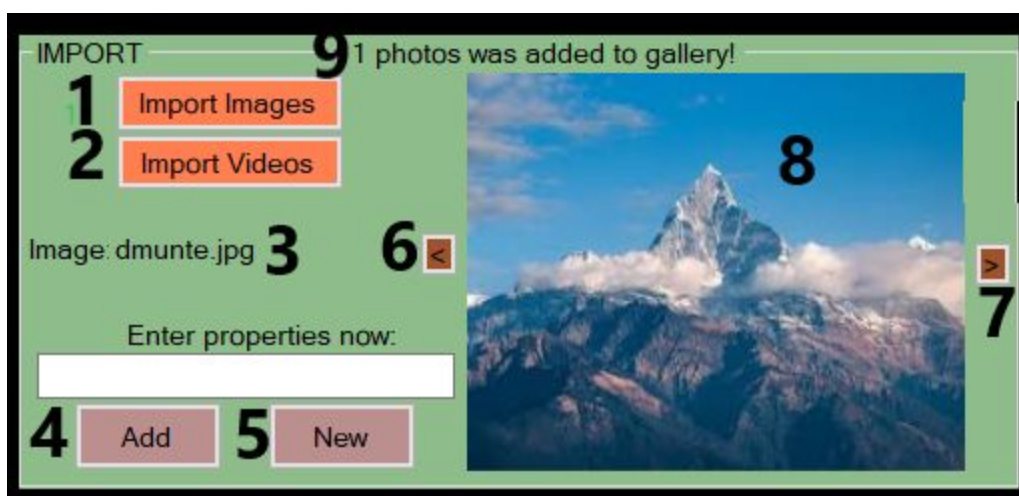 IMPORT
9
1 photos was added to gallery!
1
Import Images
2
Import Videos
8
Image: dmunte.jpg
3
6
<
>
7
Enter properties now:
4
Add
5
New